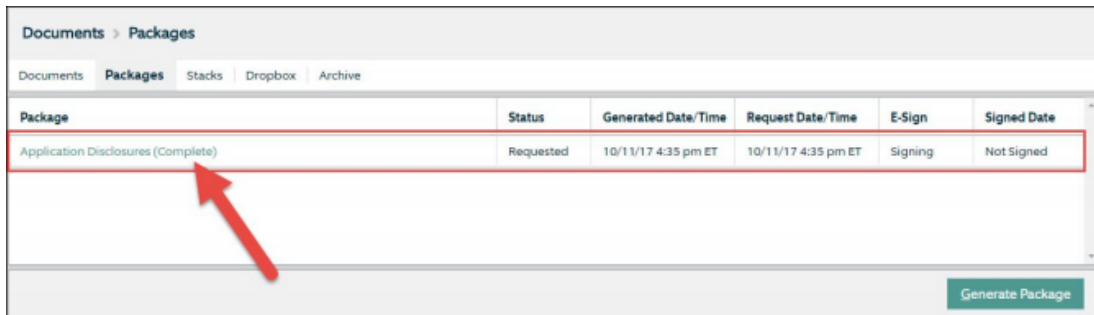 Documents > Packages
Documents Packages Stacks Dropbox Archive
Package Status Generated Date/Time Request Date/Time E-Sign Signed Date
Application Disclosures (Complete) Requested 10/11/17 4:35 pm ET 10/11/17 4:35 pm ET Signing Not Signed
Generate Package